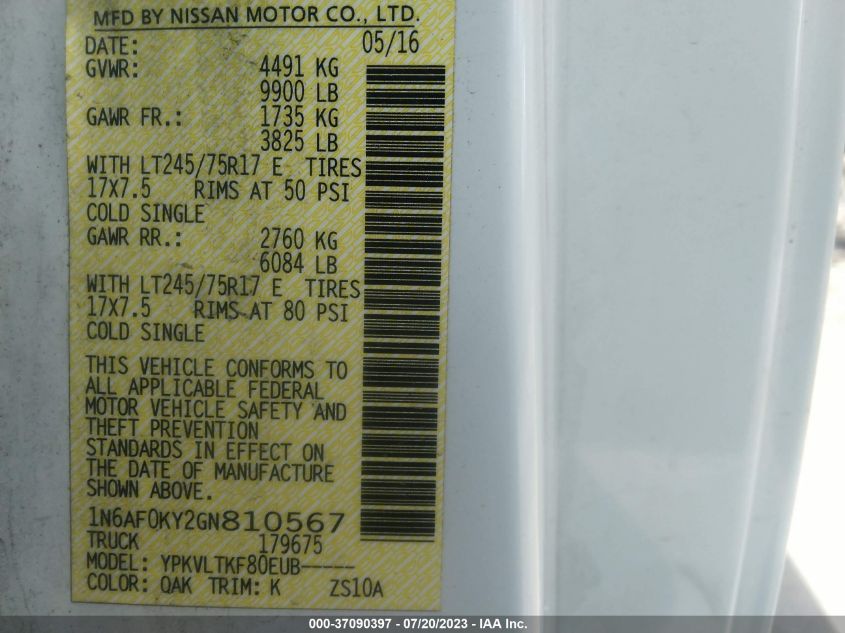 MFD BY NISSAN MOTOR CO., LTD.
DATE: 05/16
GVWR: 4491 KG
9900 LB
GAWR FR.: 1735 KG
3825 LB
WITH LT245/75R17 E TIRES
17X7.5 RIMS AT 50 PSI
COLD SINGLE
GAWR RR.: 2760 KG
6084 LB
WITH LT245/75R17 E TIRES
17X7.5 RIMS AT 80 PSI
COLD SINGLE
THIS VEHICLE CONFORMS TO
ALL APPLICABLE FEDERAL
MOTOR VEHICLE SAFETY AND
THEFT PREVENTION
STANDARDS IN EFFECT ON
THE DATE OF MANUFACTURE
SHOWN ABOVE.
1N6AF0KY2GN810567
TRUCK 179675
MODEL: YPKVLTKF80EUB-----
COLOR: QAK TRIM: K ZS10A
000-37090397 - 07/20/2023 - IAA Inc.